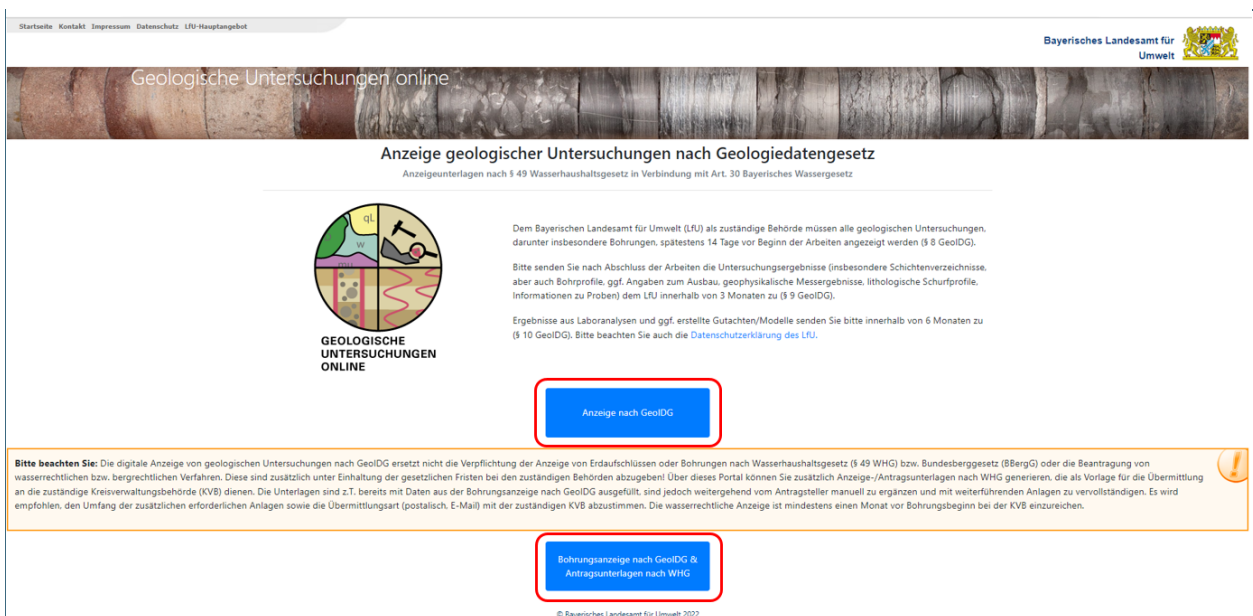 Startseite Kontakt Impressum Datenschutz LfU-Hauptangebot
Bayerisches Landesamt für
Umwelt
Geologische Untersuchungen online
Anzeige geologischer Untersuchungen nach Geologiedatengesetz
Anzeigeunterlagen nach § 49 Wasserhaushaltsgesetz in Verbindung mit Art. 30 Bayerisches Wassergesetz
qL
w
mu
GEOLOGISCHE
UNTERSUCHUNGEN
ONLINE
Dem Bayerischen Landesamt für Umwelt (LfU) als zuständige Behörde müssen alle geologischen Untersuchungen,
darunter insbesondere Bohrungen, spätestens 14 Tage vor Beginn der Arbeiten angezeigt werden (§ 8 GeolDG).
Bitte senden Sie nach Abschluss der Arbeiten die Untersuchungsergebnisse (insbesondere Schichtenverzeichnisse,
aber auch Bohrprofile, ggf. Angaben zum Ausbau, geophysikalische Messergebnisse, lithologische Schurfprofile,
Informationen zu Proben) dem LfU innerhalb von 3 Monaten zu (§ 9 GeolDG).
Ergebnisse aus Laboranalysen und ggf. erstellte Gutachten/Modelle senden Sie bitte innerhalb von 6 Monaten zu
(§ 10 GeolDG). Bitte beachten Sie auch die Datenschutzerklärung des LfU.
Anzeige nach GeolDG
Bitte beachten Sie: Die digitale Anzeige von geologischen Untersuchungen nach GeolDG ersetzt nicht die Verpflichtung der Anzeige von Erdaufschlüssen oder Bohrungen nach Wasserhaushaltsgesetz (§ 49 WHG) bzw. Bundesberggesetz (BBergG) oder die Beantragung von
wasserrechtlichen bzw. bergrechtlichen Verfahren. Diese sind zusätzlich unter Einhaltung der gesetzlichen Fristen bei den zuständigen Behörden abzugeben! Über dieses Portal können Sie zusätzlich Anzeige-/Antragsunterlagen nach WHG generieren, die als Vorlage für die Übermittlung
an die zuständige Kreisverwaltungsbehörde (KVB) dienen. Die Unterlagen sind z.T. bereits mit Daten aus der Bohrungsanzeige nach GeolDG ausgefüllt, sind jedoch weitergehend vom Antragsteller manuell zu ergänzen und mit weiterführenden Anlagen zu vervollständigen. Es wird
empfohlen, den Umfang der zusätzlichen erforderlichen Anlagen sowie die Übermittlungsart (postalisch, E-Mail) mit der zuständigen KVB abzustimmen. Die wasserrechtliche Anzeige ist mindestens einen Monat vor Bohrungsbeginn bei der KVB einzureichen.
Bohrungsanzeige nach GeolDG &
Antragsunterlagen nach WHG
© Bayerisches Landesamt für Umwelt 2022